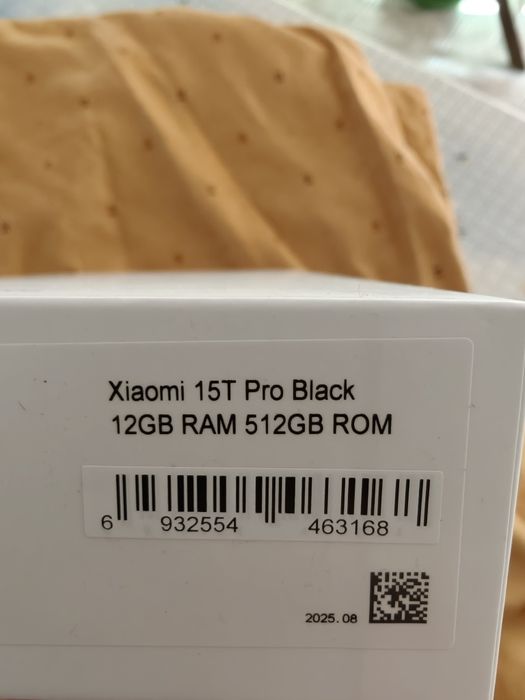 Xiaomi 15T Pro Black
12GB RAM 512GB ROM
6 932554 463168
2025.08